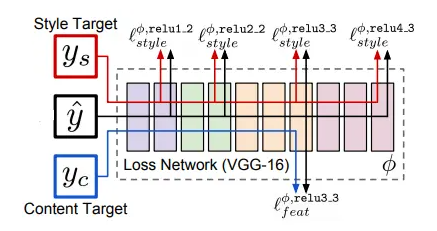 Style Target
y_s
ŷ
y_c
Content Target
ℓ^{ϕ,relu1_2}_{style} ℓ^{ϕ,relu2_2}_{style} ℓ^{ϕ,relu3_3}_{style} ℓ^{ϕ,relu4_3}_{style}
Loss Network (VGG-16)
ϕ
ℓ^{ϕ,relu3_3}_{feat}